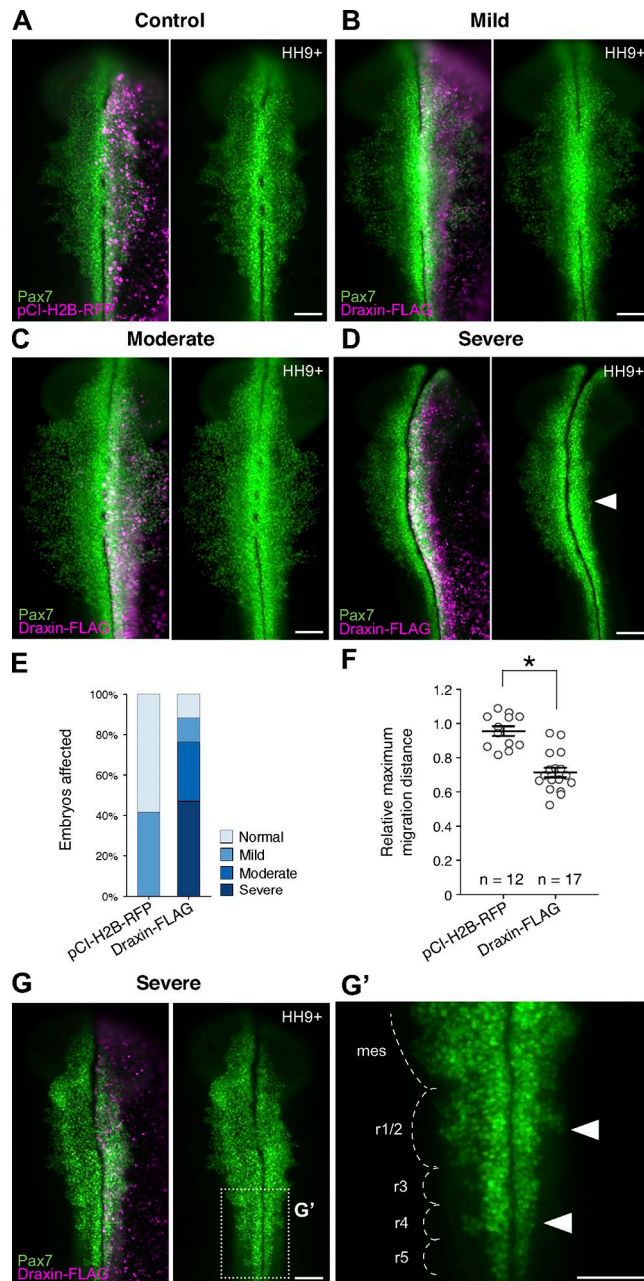 A Control
HH9+
Pax7
pCI-H2B-RFP
B Mild
HH9+
Pax7
Draxin-FLAG
C Moderate
HH9+
Pax7
Draxin-FLAG
D Severe
HH9+
Pax7
Draxin-FLAG
E
Embryos affected
100%
80%
60%
40%
20%
0%
pCI-H2B-RFP
Draxin-FLAG
Normal
Mild
Moderate
Severe
F
*
Relative maximum
migration distance
1.2
1.0
0.8
0.6
0.4
0.2
0
n = 12 n = 17
pCI-H2B-RFP
Draxin-FLAG
G Severe
HH9+
G’
Pax7
Draxin-FLAG
G’
mes
r1/2
r3
r4
r5